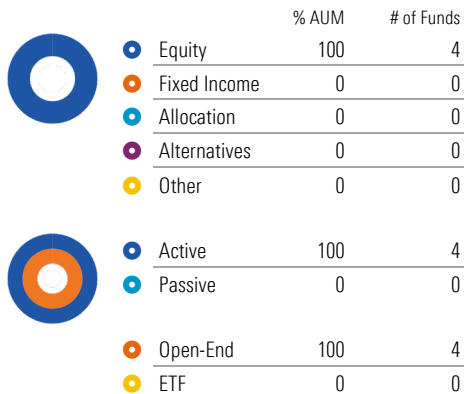 % AUM # of Funds
Equity 100 4
Fixed Income 0 0
Allocation 0 0
Alternatives 0 0
Other 0 0
Active 100 4
Passive 0 0
Open-End 100 4
ETF 0 0